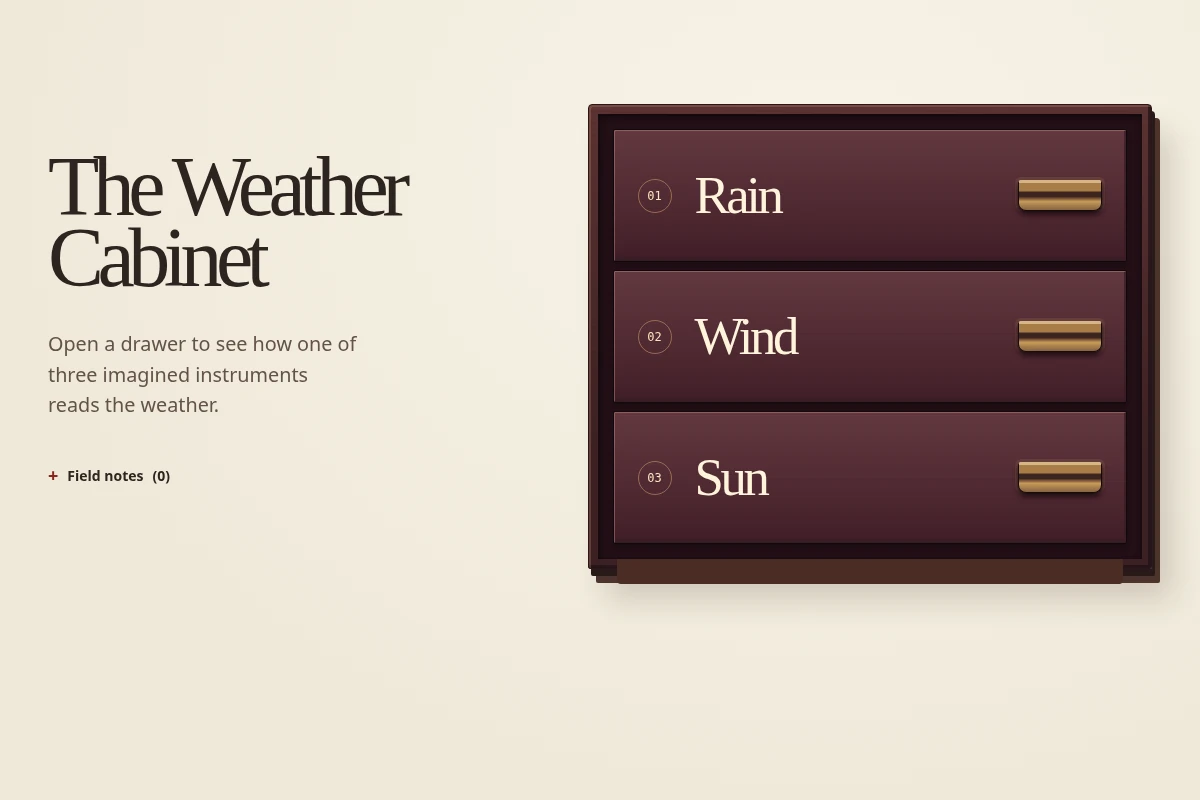 The Weather
Cabinet
Open a drawer to see how one of
three imagined instruments
reads the weather.
+ Field notes (0)
01 Rain
02 Wind
03 Sun